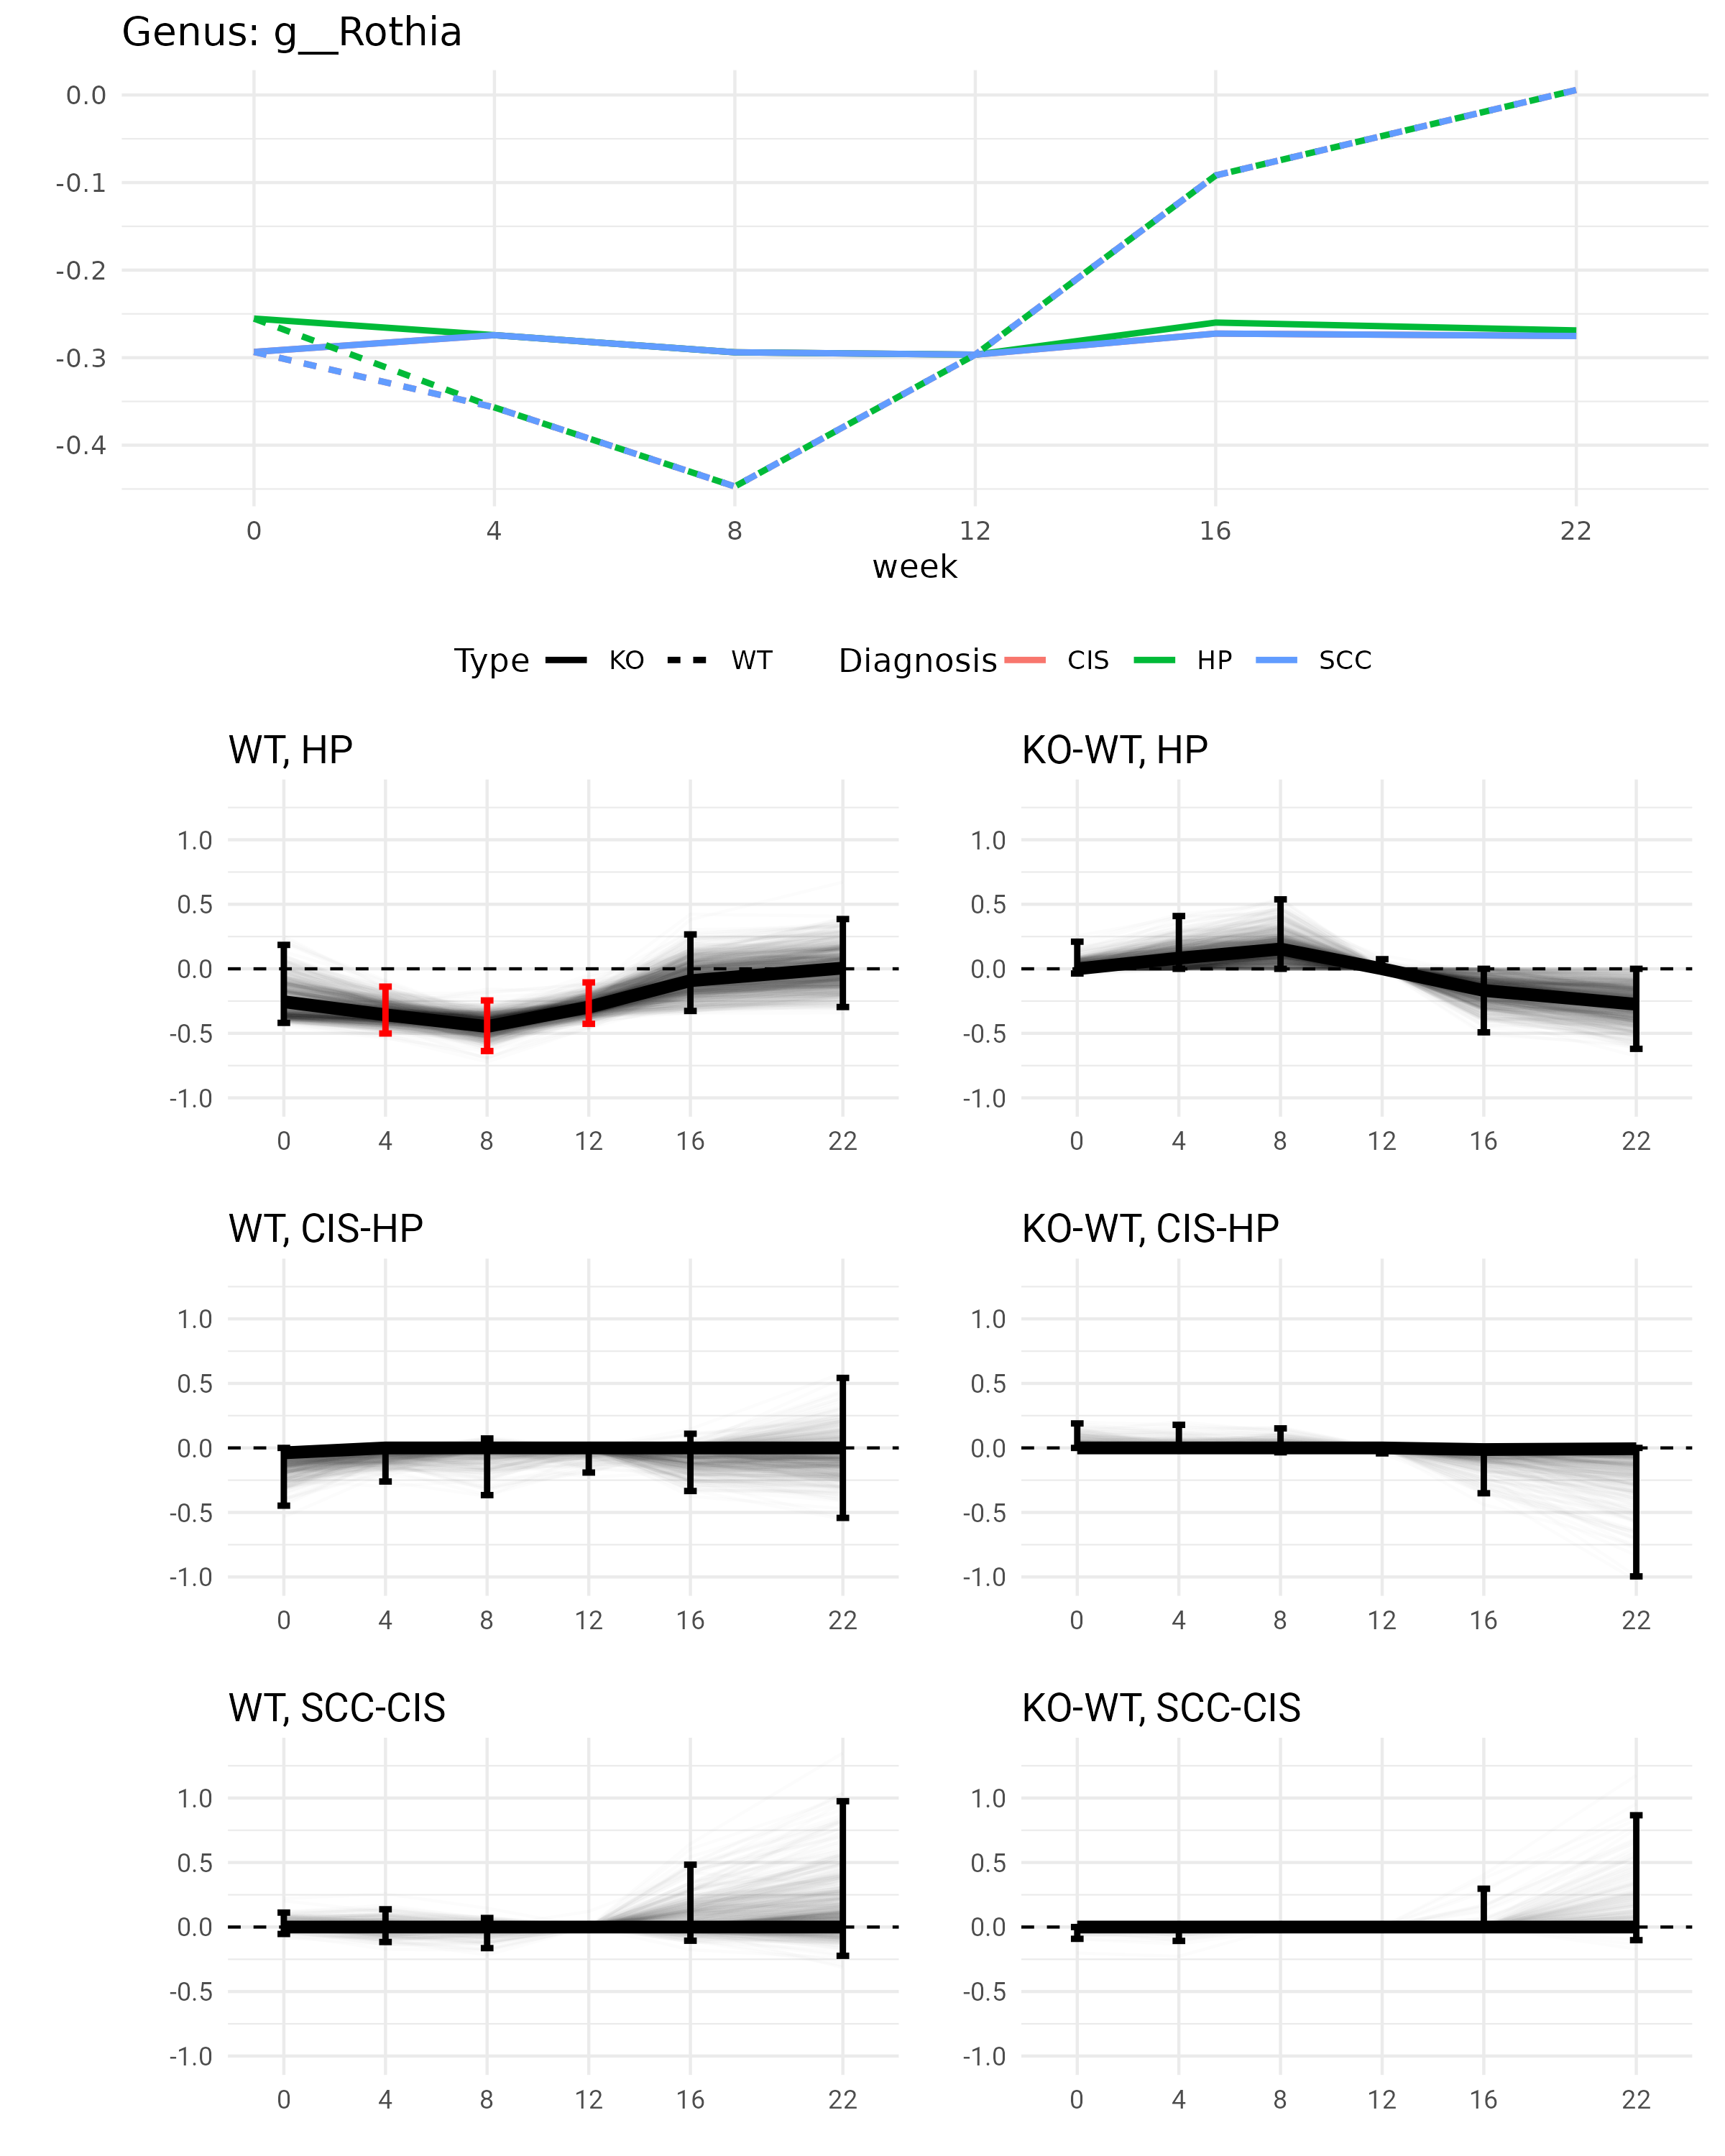 Genus: g__Rothia
0.0
-0.1
-0.2
-0.3
-0.4
0 4 8 12 16 22
week
Type KO WT Diagnosis CIS HP SCC
WT, HP
1.0
0.5
0.0
-0.5
-1.0
0 4 8 12 16 22
KO-WT, HP
1.0
0.5
0.0
-0.5
-1.0
0 4 8 12 16 22
WT, CIS-HP
1.0
0.5
0.0
-0.5
-1.0
0 4 8 12 16 22
KO-WT, CIS-HP
1.0
0.5
0.0
-0.5
-1.0
0 4 8 12 16 22
WT, SCC-CIS
1.0
0.5
0.0
-0.5
-1.0
0 4 8 12 16 22
KO-WT, SCC-CIS
1.0
0.5
0.0
-0.5
-1.0
0 4 8 12 16 22